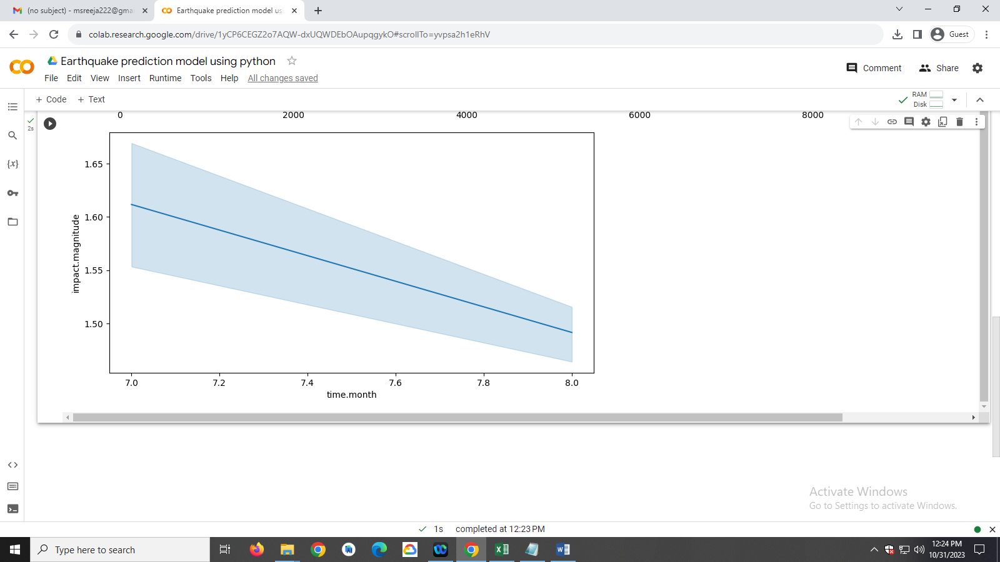 (no subject) - msreeja222@gmai
Earthquake prediction model us
colab.research.google.com/drive/1yCP6CEGZ2o7AQW-dxUQWDEbOAupqgykO#scrollTo=yvpsa2h1eRhV
Guest
Earthquake prediction model using python
Comment
Share
File Edit View Insert Runtime Tools Help All changes saved
+ Code + Text
RAM
Disk
2s
0 2000 4000 6000 8000
{x}
1.65
1.60
1.55
1.50
impact.magnitude
7.0 7.2 7.4 7.6 7.8 8.0
time.month
Activate Windows
Go to Settings to activate Windows.
1s completed at 12:23 PM
Type here to search
12:24 PM
10/31/2023